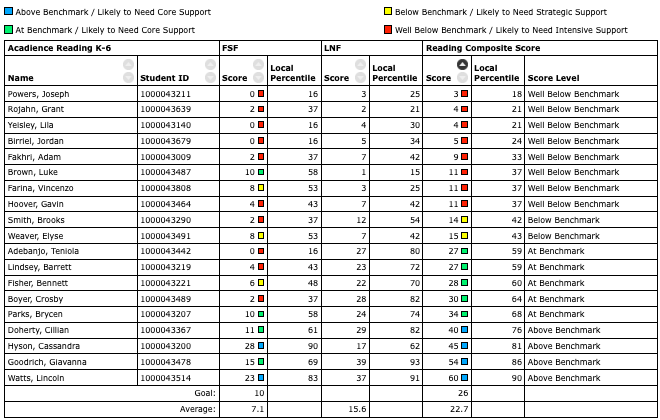 Above Benchmark / Likely to Need Core Support Below Benchmark / Likely to Need Strategic Support
At Benchmark / Likely to Need Core Support Well Below Benchmark / Likely to Need Intensive Support
Acadience Reading K-6 FSF LNF Reading Composite Score
Name Student ID Score Local Percentile Score Local Percentile Score Local Percentile Score Level
Powers, Joseph 1000043211 0 16 3 25 3 18 Well Below Benchmark
Rojahn, Grant 1000043639 2 37 2 21 4 21 Well Below Benchmark
Yeisley, Lila 1000043140 0 16 4 30 4 21 Well Below Benchmark
Birriel, Jordan 1000043679 0 16 5 34 5 24 Well Below Benchmark
Fakhri, Adam 1000043009 2 37 7 42 9 33 Well Below Benchmark
Brown, Luke 1000043487 10 58 1 15 11 37 Well Below Benchmark
Farina, Vincenzo 1000043808 8 53 3 25 11 37 Well Below Benchmark
Hoover, Gavin 1000043464 4 43 7 42 11 37 Well Below Benchmark
Smith, Brooks 1000043290 2 37 12 54 14 42 Below Benchmark
Weaver, Elyse 1000043491 8 53 7 42 15 43 Below Benchmark
Adebanjo, Teniola 1000043442 0 16 27 80 27 59 At Benchmark
Lindsey, Barrett 1000043219 4 43 23 72 27 59 At Benchmark
Fisher, Bennett 1000043221 6 48 22 70 28 60 At Benchmark
Boyer, Crosby 1000043489 2 37 28 82 30 64 At Benchmark
Parks, Brycen 1000043207 10 58 24 74 34 68 At Benchmark
Doherty, Cillian 1000043367 11 61 29 82 40 76 Above Benchmark
Hyson, Cassandra 1000043200 28 90 17 62 45 81 Above Benchmark
Goodrich, Giavanna 1000043478 15 69 39 93 54 86 Above Benchmark
Watts, Lincoln 1000043514 23 83 37 91 60 90 Above Benchmark
Goal: 10 26
Average: 7.1 15.6 22.7